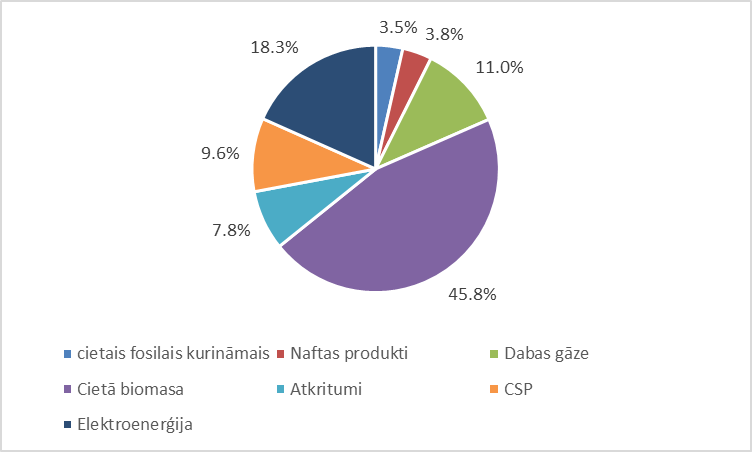 3.5%
3.8%
18.3%
11.0%
9.6%
7.8%
45.8%
cietais fosilais kurināmais
Naftas produkti
Dabas gāze
Cietā biomasa
Atkritumi
CSP
Elektroenerģija